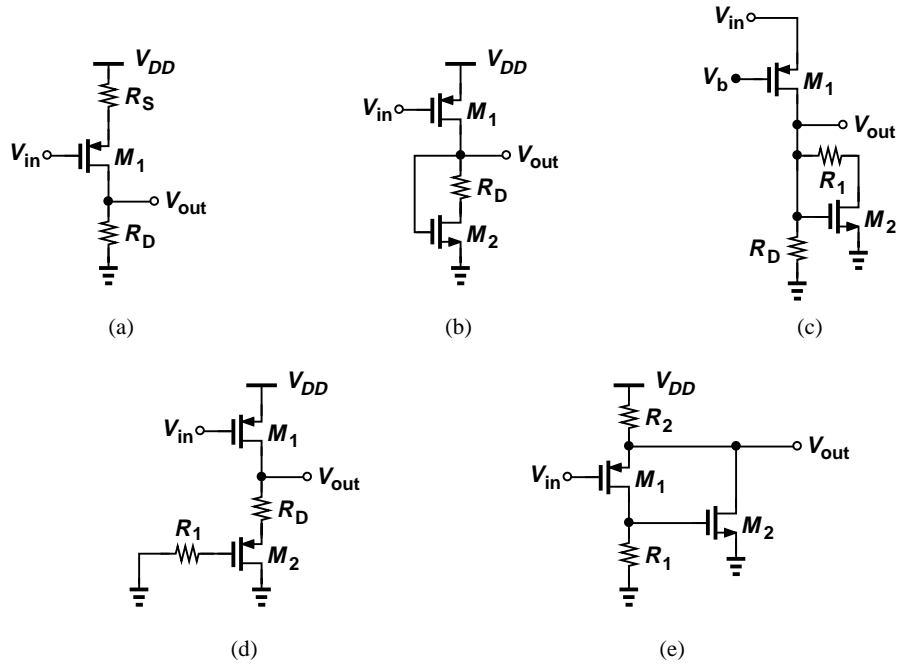 V_DD
R_S
V_in
M_1
V_out
R_D
(a)
V_DD
V_in
M_1
V_out
R_D
M_2
(b)
V_in
V_b
M_1
V_out
R_1
M_2
R_D
(c)
V_DD
V_in
M_1
V_out
R_D
R_1
M_2
(d)
V_DD
R_2
V_out
V_in
M_1
M_2
R_1
(e)